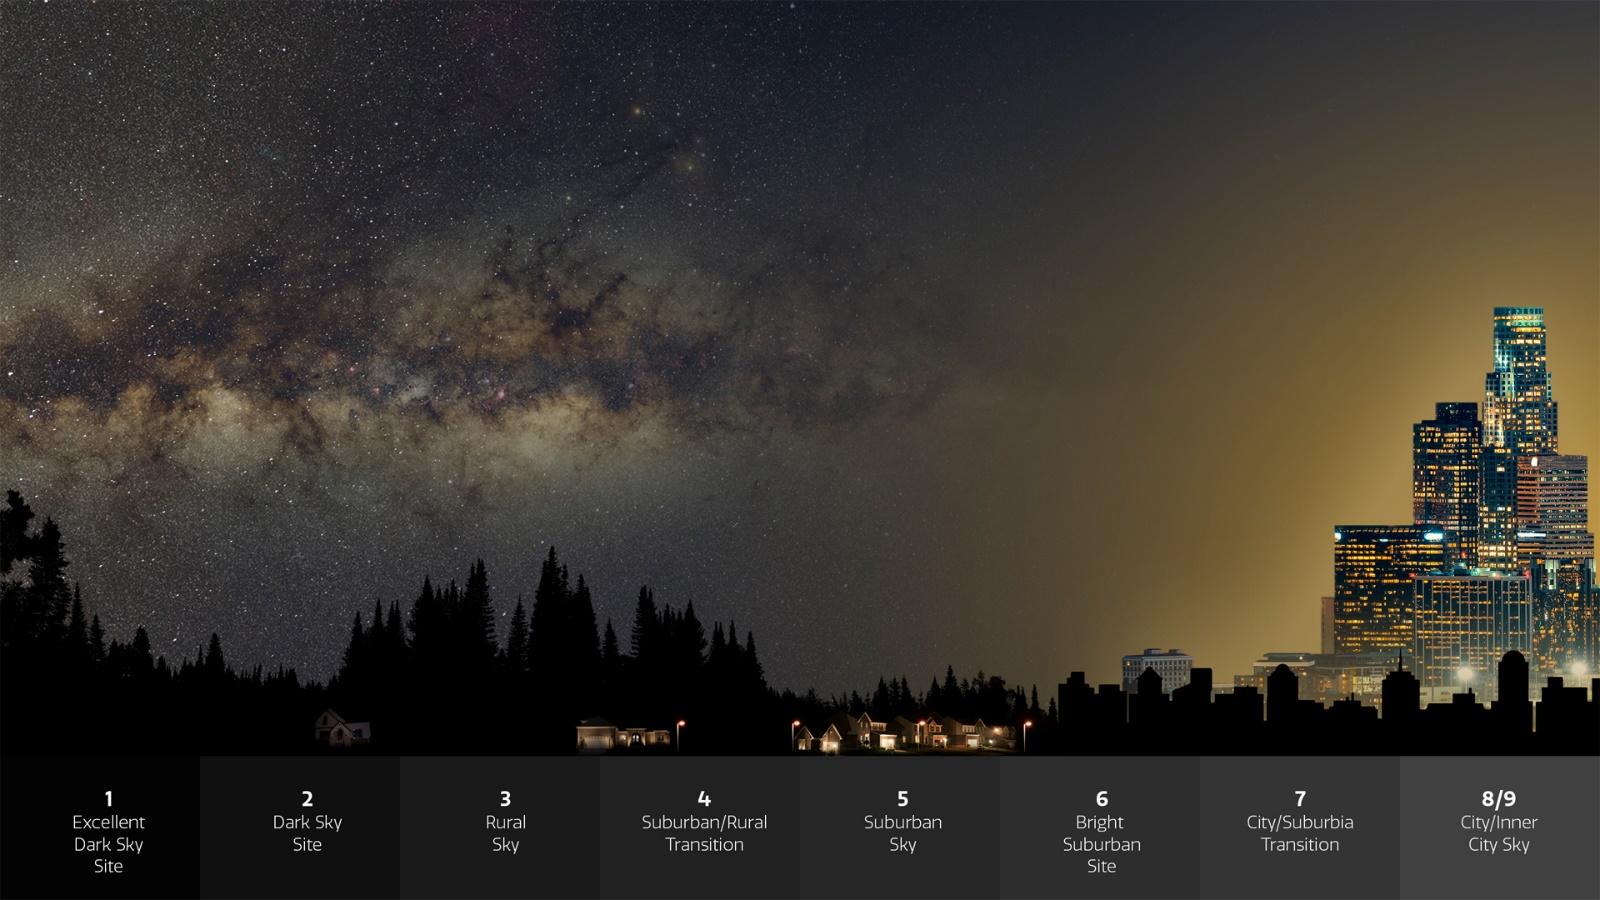 1
Excellent
Dark Sky
Site
2
Dark Sky
Site
3
Rural
Sky
4
Suburban/Rural
Transition
5
Suburban
Sky
6
Bright
Suburban
Site
7
City/Suburbia
Transition
8/9
City/Inner
City Sky